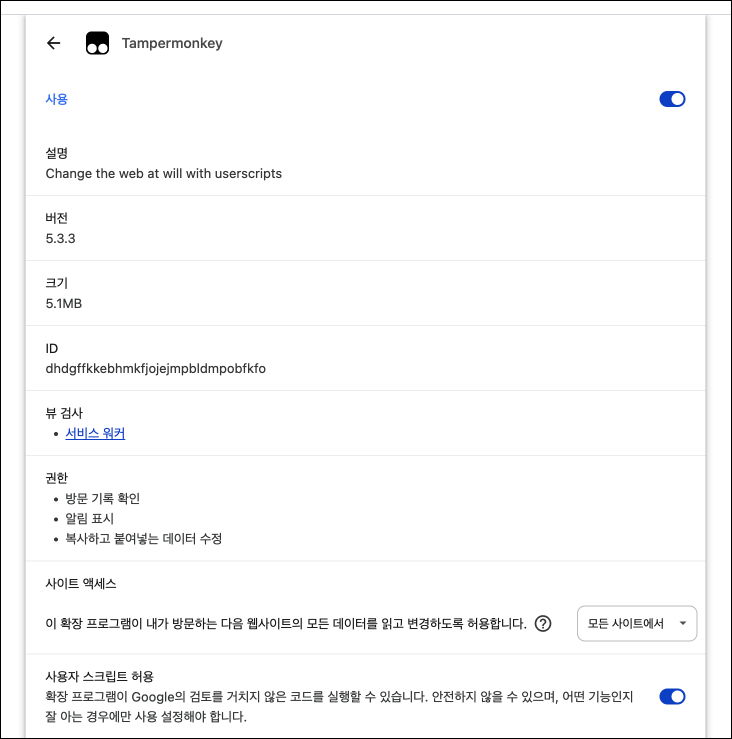 Tampermonkey
사용
설명
Change the web at will with userscripts
버전
5.3.3
크기
5.1MB
ID
dhdgffkkebhmkfjojejmpbldmpobfkfo
뷰 검사
• 서비스 워커
권한
• 방문 기록 확인
• 알림 표시
• 복사하고 붙여넣는 데이터 수정
사이트 액세스
이 확장 프로그램이 내가 방문하는 다음 웹사이트의 모든 데이터를 읽고 변경하도록 허용합니다. ? 모든 사이트에서
사용자 스크립트 허용
확장 프로그램이 Google의 검토를 거치지 않은 코드를 실행할 수 있습니다. 안전하지 않을 수 있으며, 어떤 기능인지
잘 아는 경우에만 사용 설정해야 합니다.